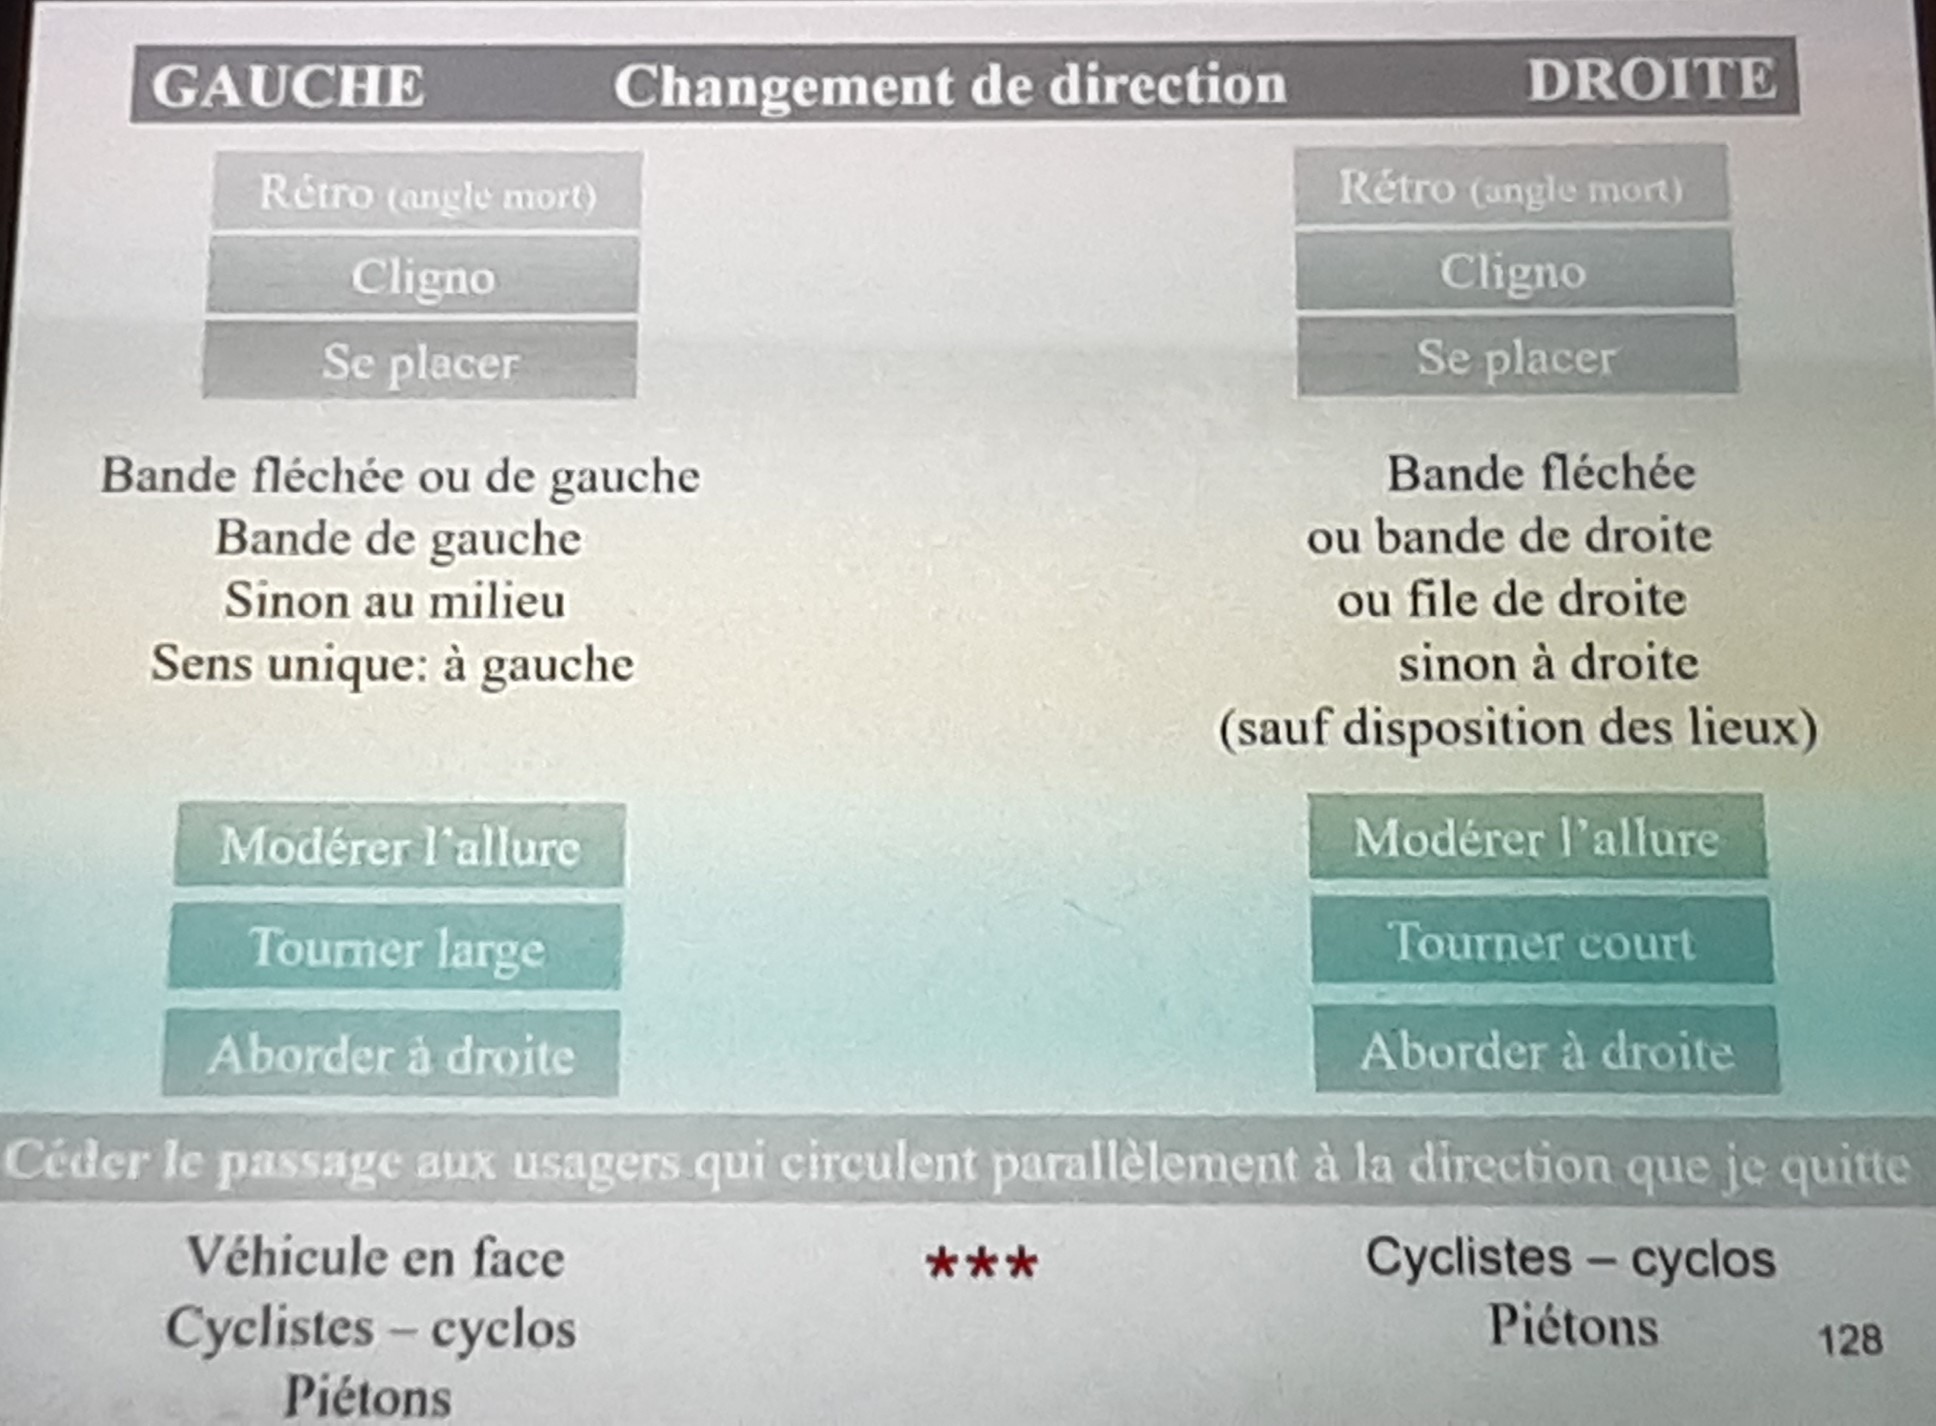 GAUCHE Changement de direction DROITE
Rétro (angle mort)
Cligno
Se placer
Bande fléchée ou de gauche
Bande de gauche
Sinon au milieu
Sens unique: à gauche
Modérer l'allure
Tourner large
Aborder à droite
Rétro (angle mort)
Cligno
Se placer
Bande fléchée
ou bande de droite
ou file de droite
sinon à droite
(sauf disposition des lieux)
Modérer l'allure
Tourner court
Aborder à droite
Céder le passage aux usagers qui circulent parallèlement à la direction que je quitte
Véhicule en face
Cyclistes – cyclos
Piétons
***
Cyclistes – cyclos
Piétons
128